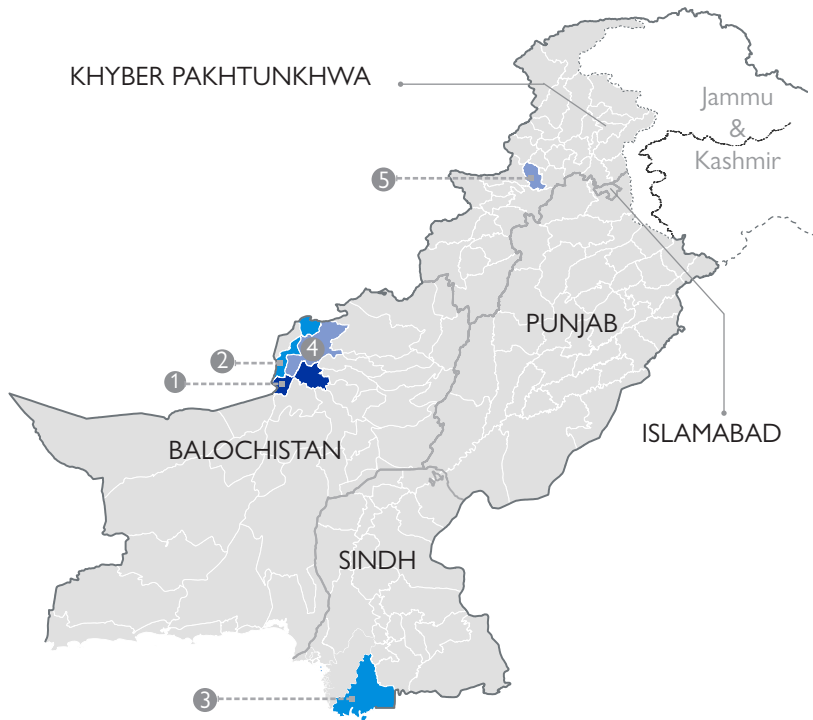 KHYBER PAKHTUNKHWA
Jammu
&
Kashmir
5
PUNJAB
4
2
1
ISLAMABAD
BALOCHISTAN
SINDH
3